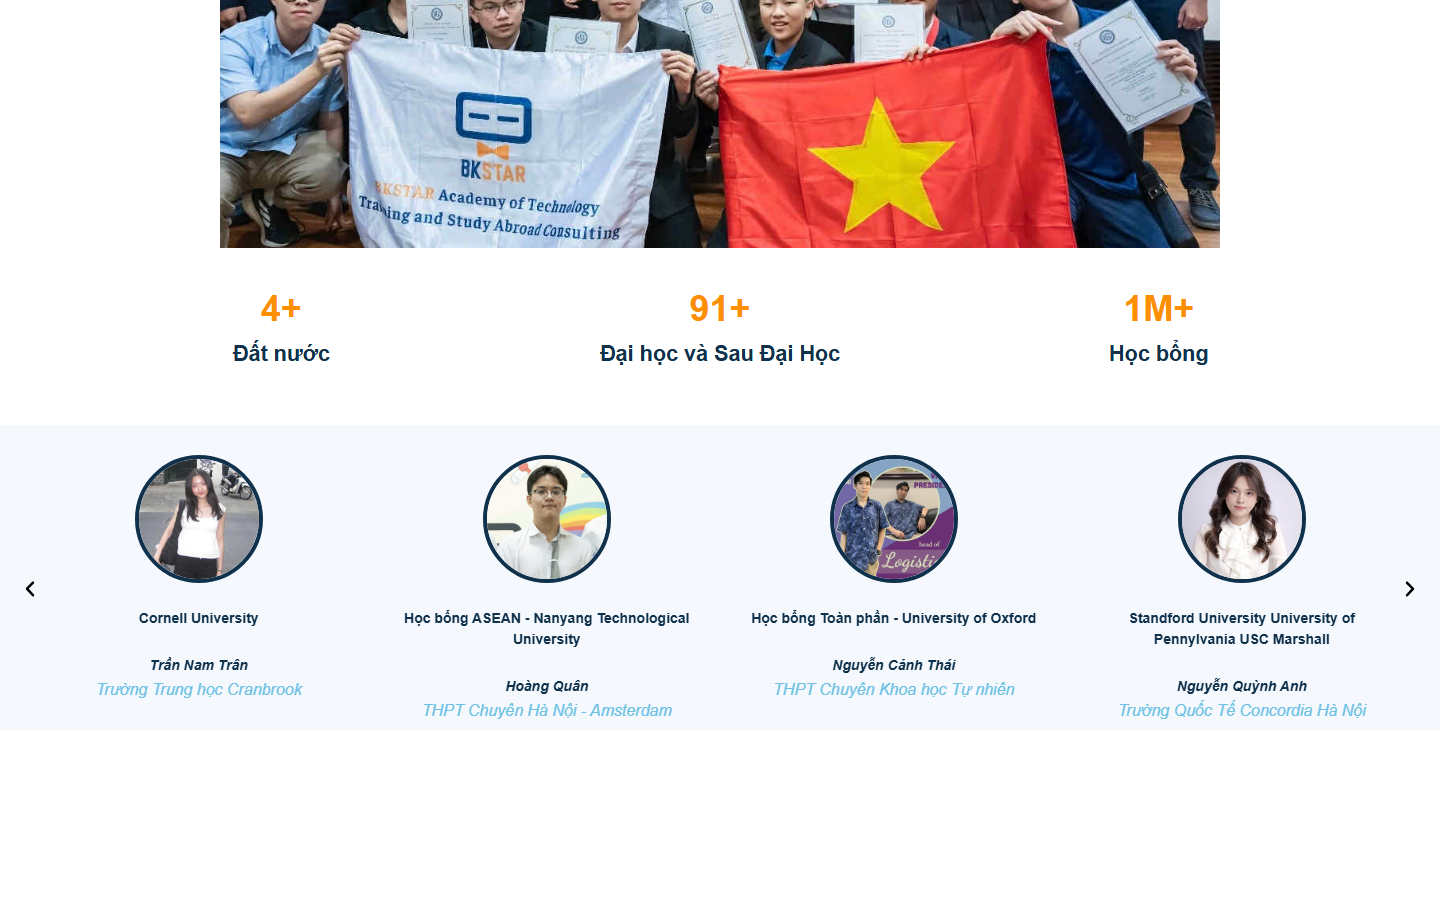 BKSTAR
BKSTAR Academy of Technology
Training and Study Abroad Consulting
4+
Đất nước
91+
Đại học và Sau Đại Học
1M+
Học bổng
PRESIDE
head of
Logisti
Cornell University
Trần Nam Trân
Trường Trung học Cranbrook
Học bổng ASEAN - Nanyang Technological
University
Hoàng Quân
THPT Chuyên Hà Nội - Amsterdam
Học bổng Toàn phần - University of Oxford
Nguyễn Cảnh Thái
THPT Chuyên Khoa học Tự nhiên
Standford University University of
Pennylvania USC Marshall
Nguyễn Quỳnh Anh
Trường Quốc Tế Concordia Hà Nội